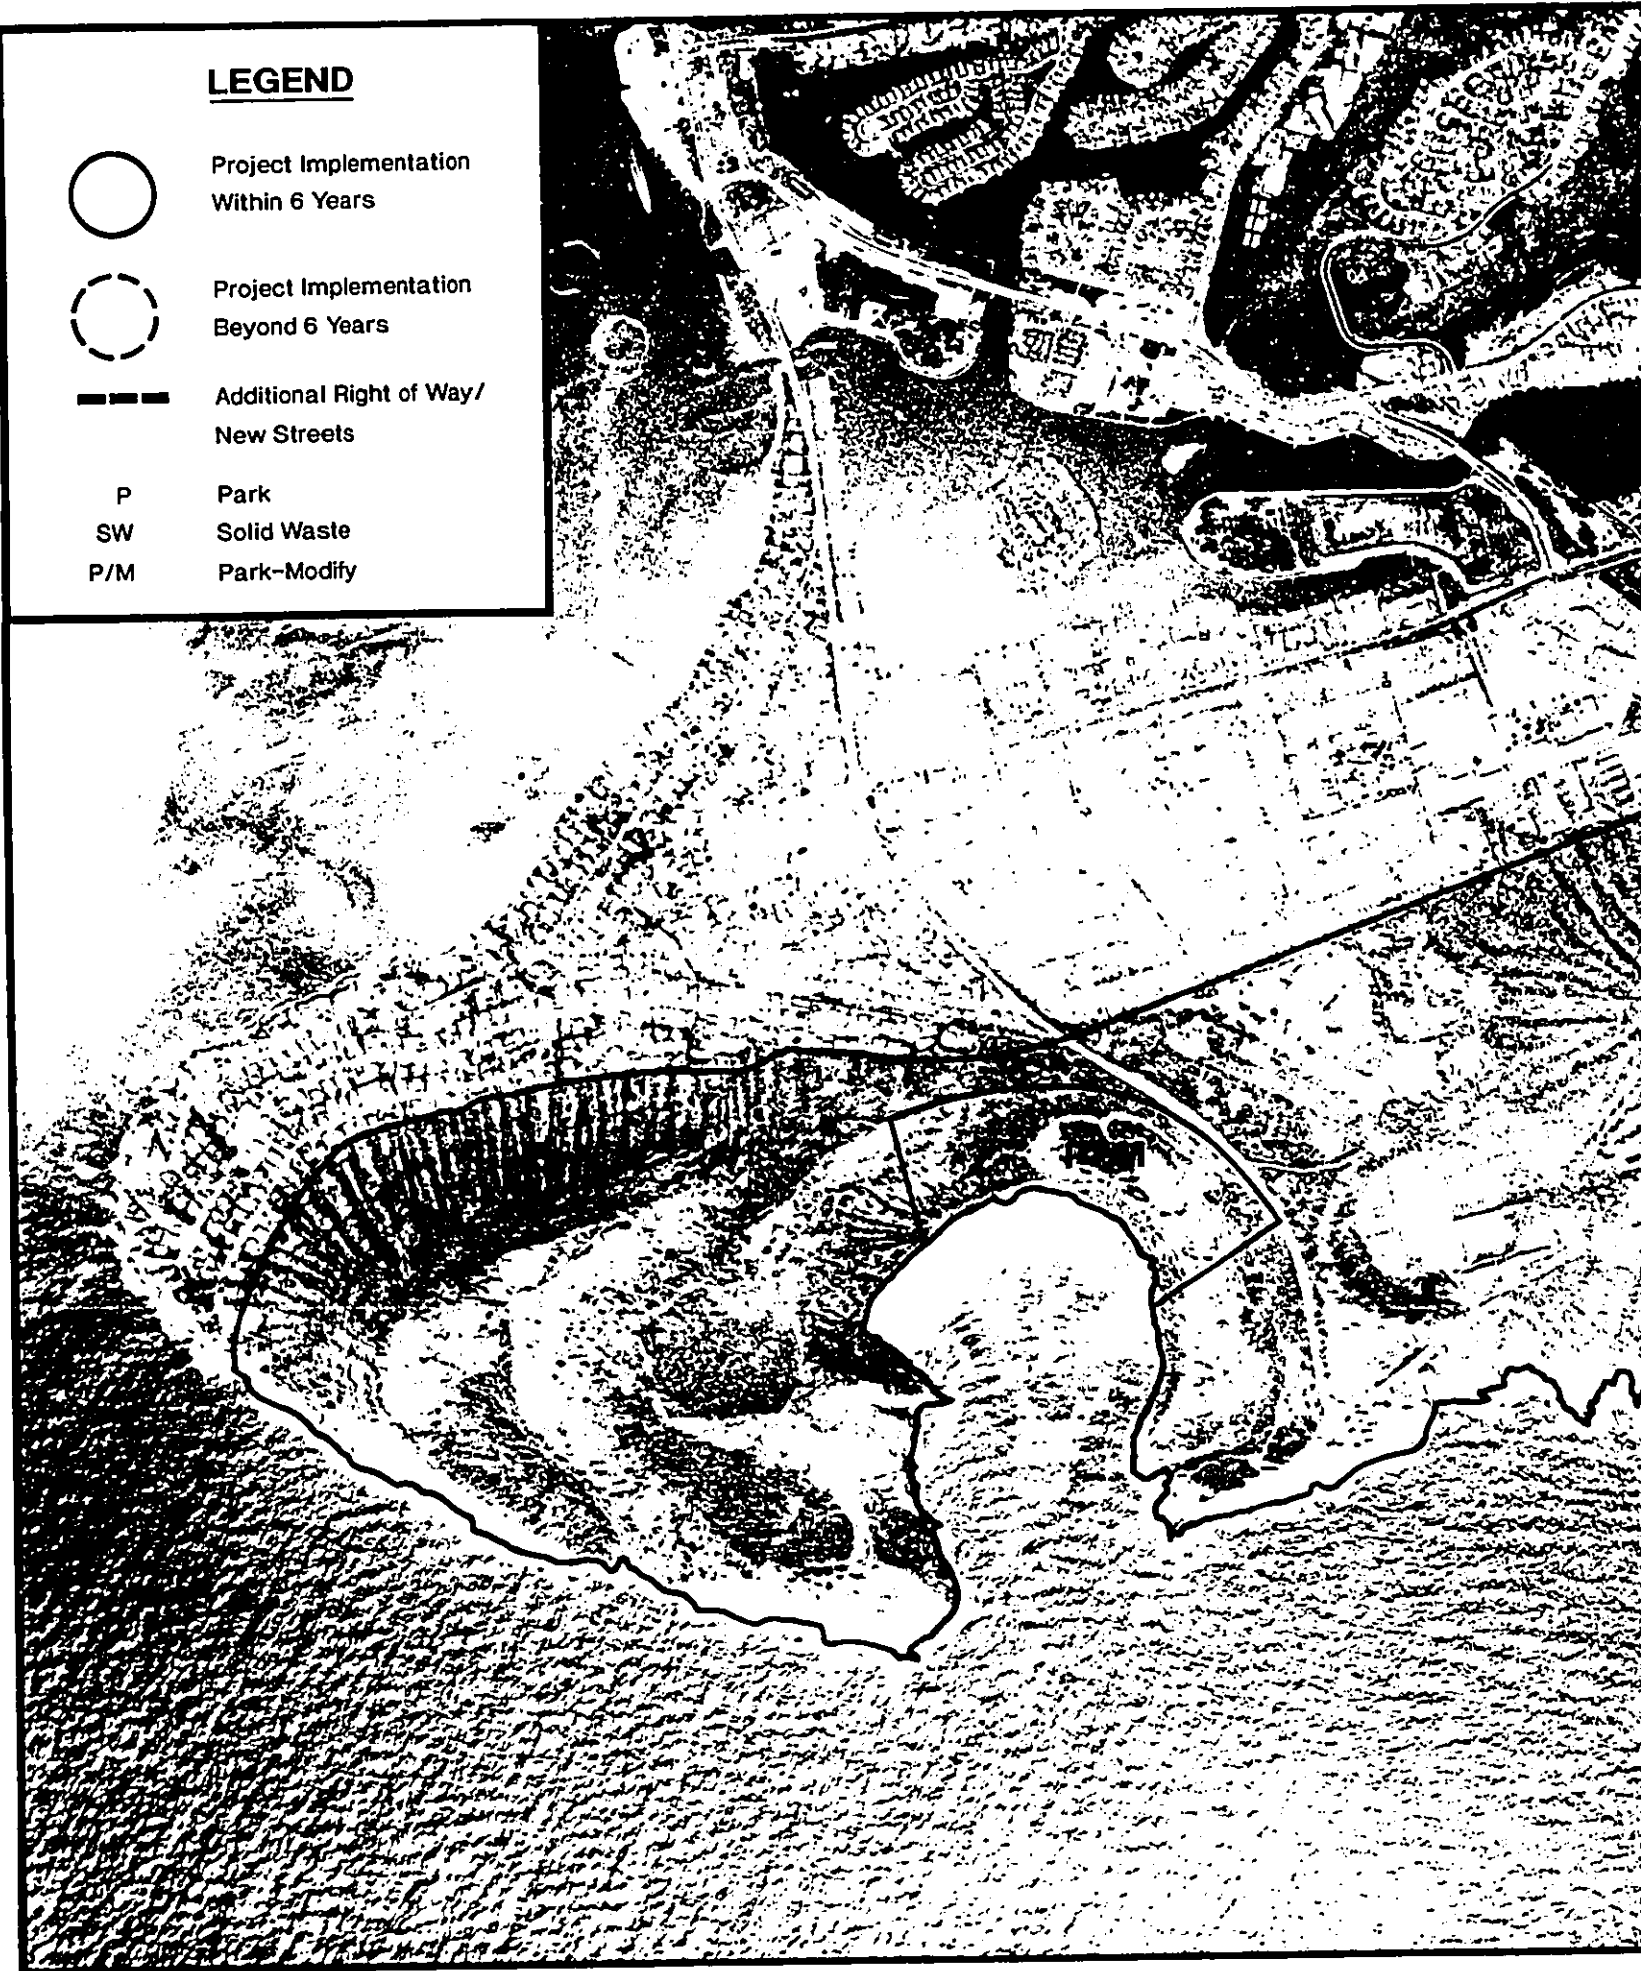 LEGEND
Project Implementation
Within 6 Years
Project Implementation
Beyond 6 Years
Additional Right of Way/
New Streets
P Park
SW Solid Waste
P/M Park-Modify